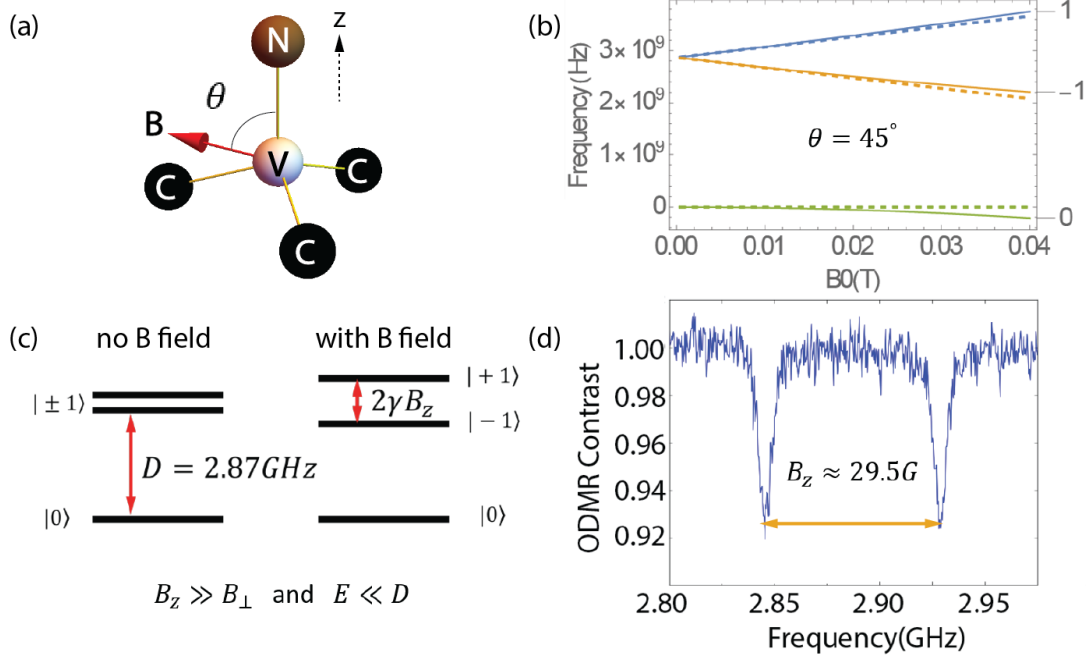 (a)
N
z
θ
B
V
C
C
C
(b)
Frequency (Hz)
3× 10⁹
2× 10⁹
1× 10⁹
0
1
−1
0
θ = 45°
0.00 0.01 0.02 0.03 0.04
B0(T)
(c)
no B field with B field
| ± 1⟩
| + 1⟩
2γB_z
| −1⟩
D = 2.87GHz
|0⟩ |0⟩
B_z ≫ B_⊥ and E ≪ D
(d)
ODMR Contrast
1.00
0.98
0.96
0.94
0.92
B_z ≈ 29.5G
2.80 2.85 2.90 2.95
Frequency(GHz)